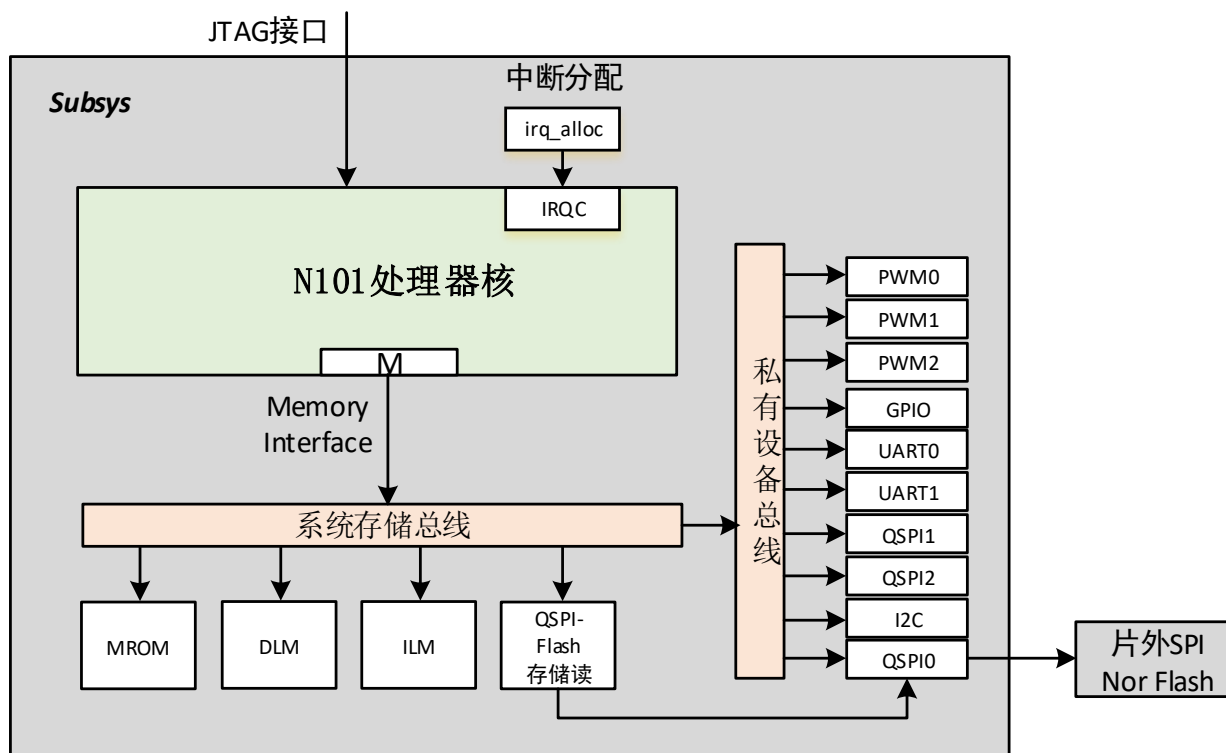 JTAG接口
Subsys
中断分配
irq_alloc
IRQC
N101处理器核
M
Memory
Interface
系统存储总线
MROM
DLM
ILM
QSPI-
Flash
存储读
私有设备总线
PWM0
PWM1
PWM2
GPIO
UART0
UART1
QSPI1
QSPI2
I2C
QSPI0
片外SPI
Nor Flash